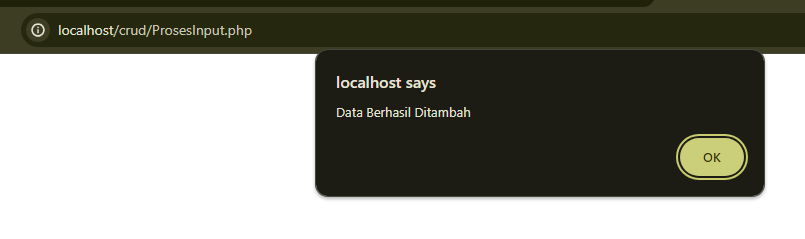 localhost/crud/ProsesInput.php
localhost says
Data Berhasil Ditambah
OK